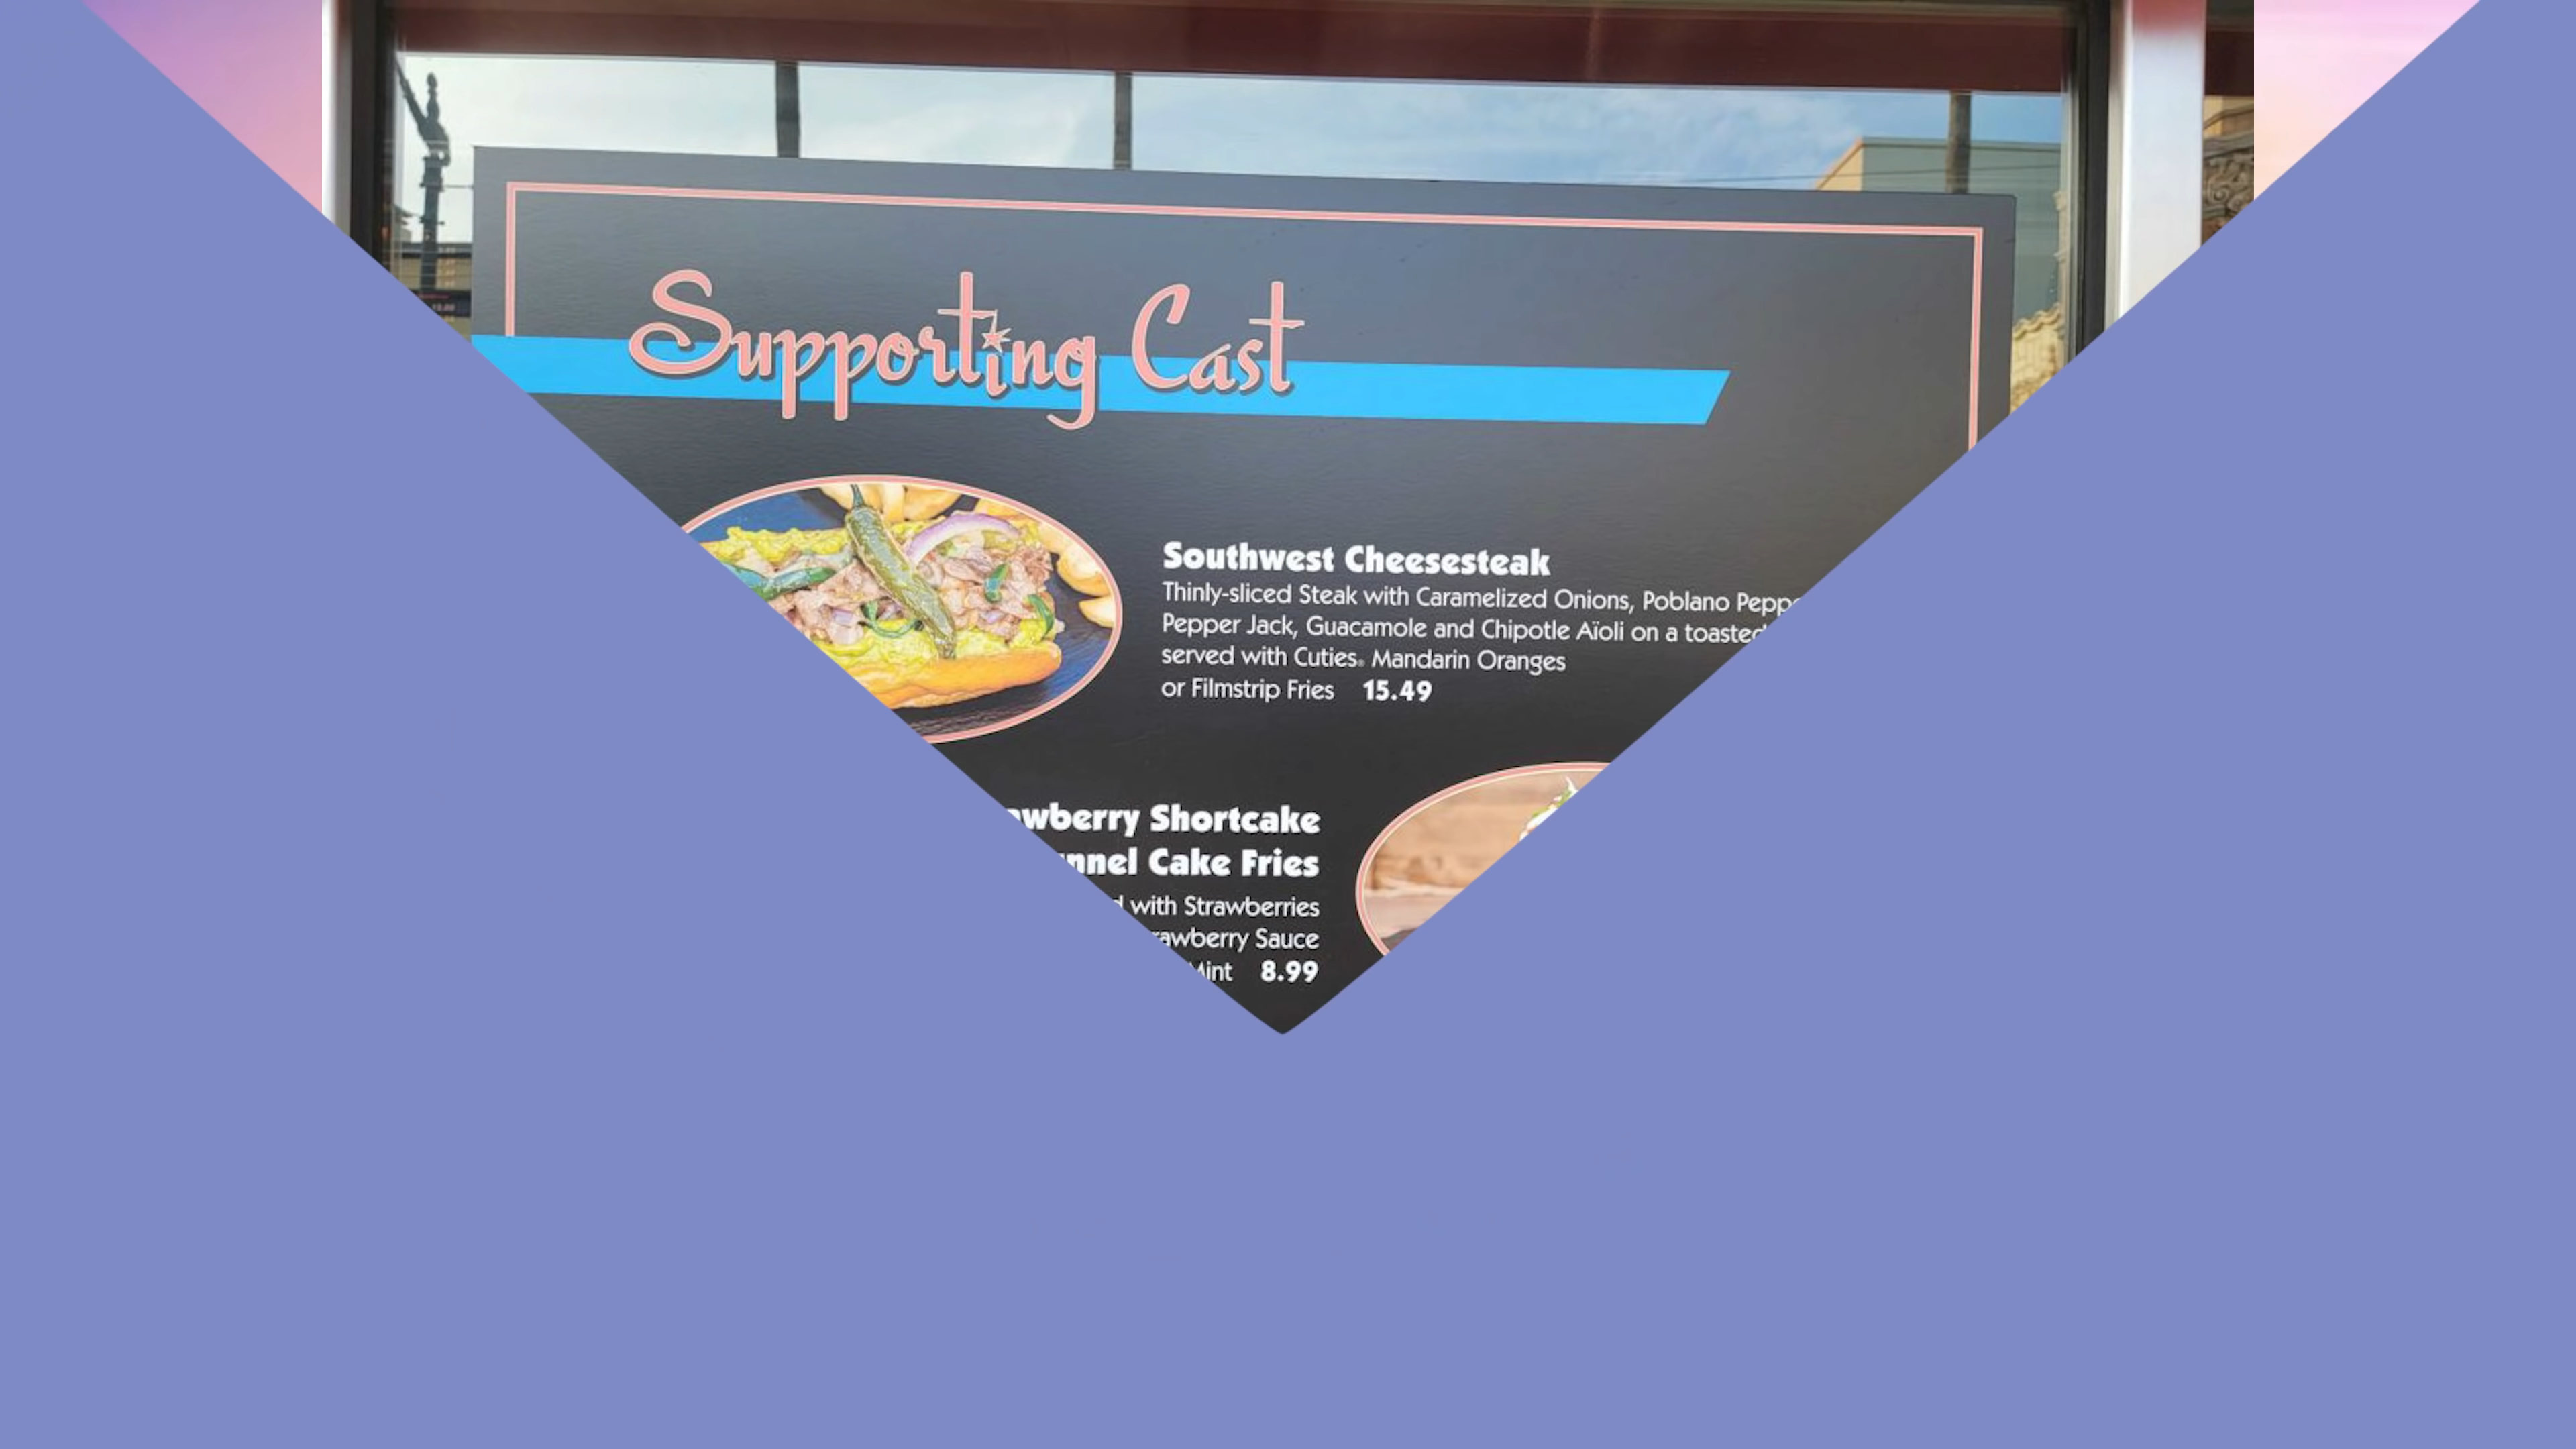 Supporting Cast
Southwest Cheesesteak
Thinly-sliced Steak with Caramelized Onions, Poblano
Pepper Jack, Guacamole and Chipotle Aïoli on a
served with Cuties® Mandarin Oranges
or Filmstrip Fries 15.49
Shortcake
Cake Fries
with Strawberries
Sauce
8.99